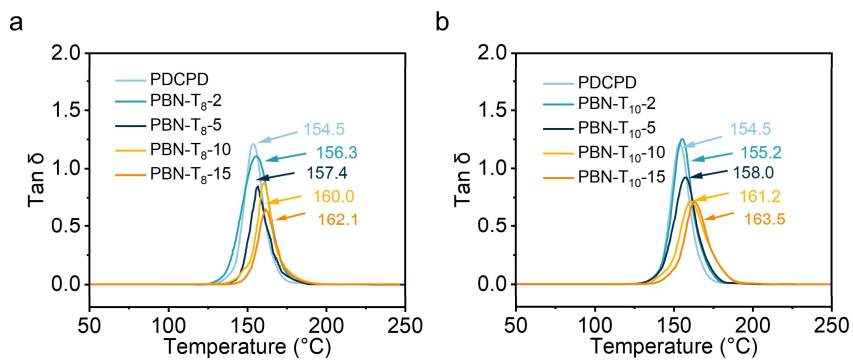 a
2.0
1.5
1.0
0.5
0.0
Tan δ
PDCPD
PBN-T₈-2
PBN-T₈-5
PBN-T₈-10
PBN-T₈-15
154.5
156.3
157.4
160.0
162.1
50 100 150 200 250
Temperature (°C)
b
2.0
1.5
1.0
0.5
0.0
Tan δ
PDCPD
PBN-T₁₀-2
PBN-T₁₀-5
PBN-T₁₀-10
PBN-T₁₀-15
154.5
155.2
158.0
161.2
163.5
50 100 150 200 250
Temperature (°C)